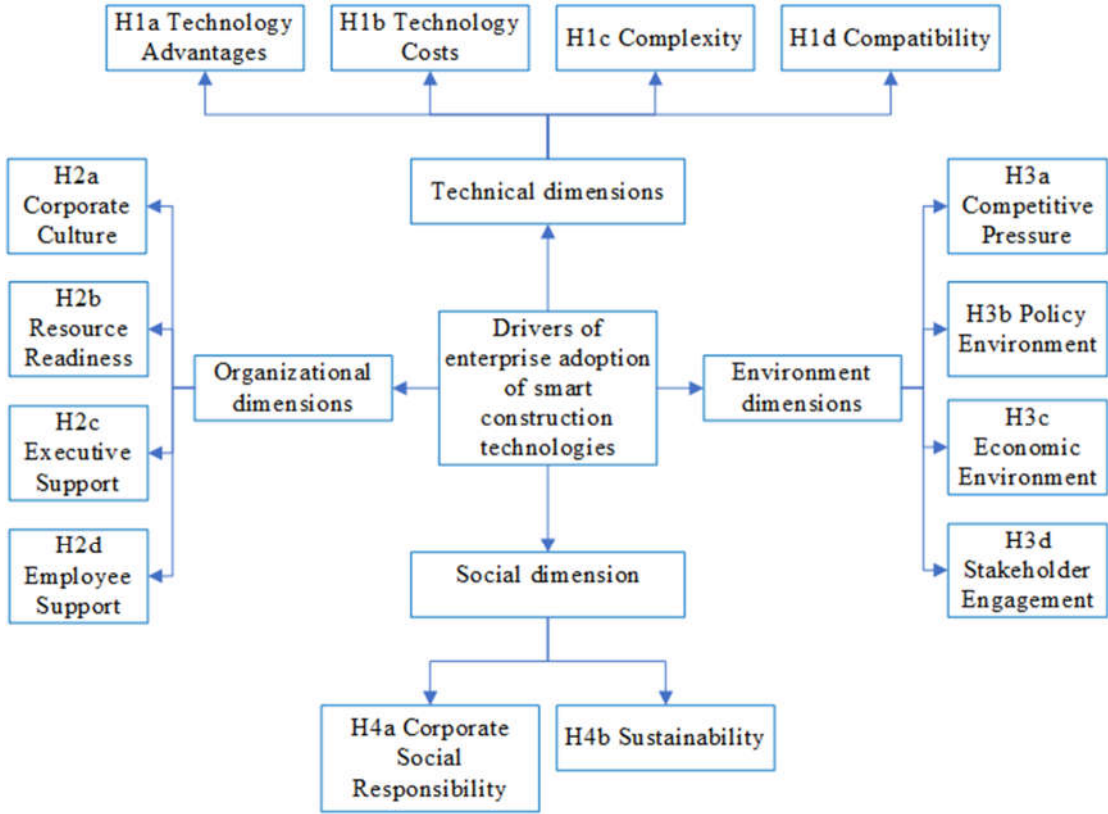 H1a Technology
Advantages
H1b Technology
Costs
H1c Complexity
H1d Compatibility
Technical dimensions
H2a
Corporate
Culture
H2b
Resource
Readiness
H2c
Executive
Support
H2d
Employee
Support
Organizational
dimensions
Drivers of
enterprise adoption
of smart
construction
technologies
Environment
dimensions
H3a
Competitive
Pressure
H3b Policy
Environment
H3c
Economic
Environment
H3d
Stakeholder
Engagement
Social dimension
H4a Corporate
Social
Responsibility
H4b Sustainability